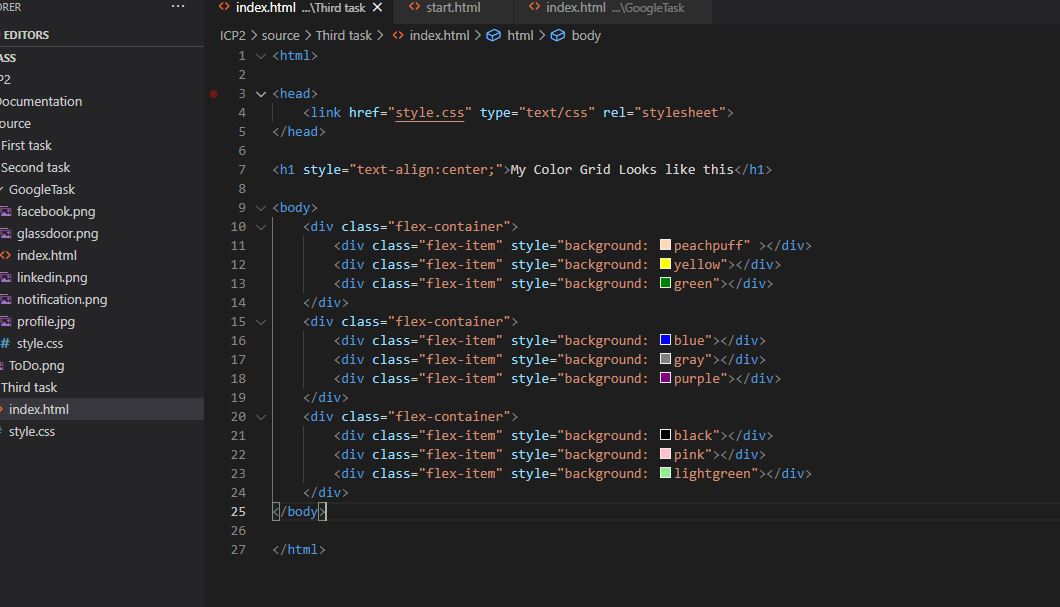 index.html ...\Third task
start.html
index.html ...\GoogleTask
EDITORS
Documentation
First task
Second task
GoogleTask
facebook.png
glassdoor.png
index.html
linkedin.png
notification.png
profile.jpg
# style.css
ToDo.png
Third task
index.html
style.css
ICP2 > source > Third task > index.html > html > body
1 <html>
2
3 <head>
4 <link href="style.css" type="text/css" rel="stylesheet">
5 </head>
6
7 <h1 style="text-align:center;">My Color Grid Looks like this</h1>
8
9 <body>
10 <div class="flex-container">
11 <div class="flex-item" style="background: peachpuff" ></div>
12 <div class="flex-item" style="background: yellow"></div>
13 <div class="flex-item" style="background: green"></div>
14 </div>
15 <div class="flex-container">
16 <div class="flex-item" style="background: blue"></div>
17 <div class="flex-item" style="background: gray"></div>
18 <div class="flex-item" style="background: purple"></div>
19 </div>
20 <div class="flex-container">
21 <div class="flex-item" style="background: black"></div>
22 <div class="flex-item" style="background: pink"></div>
23 <div class="flex-item" style="background: lightgreen"></div>
24 </div>
25 </body>
26
27 </html>